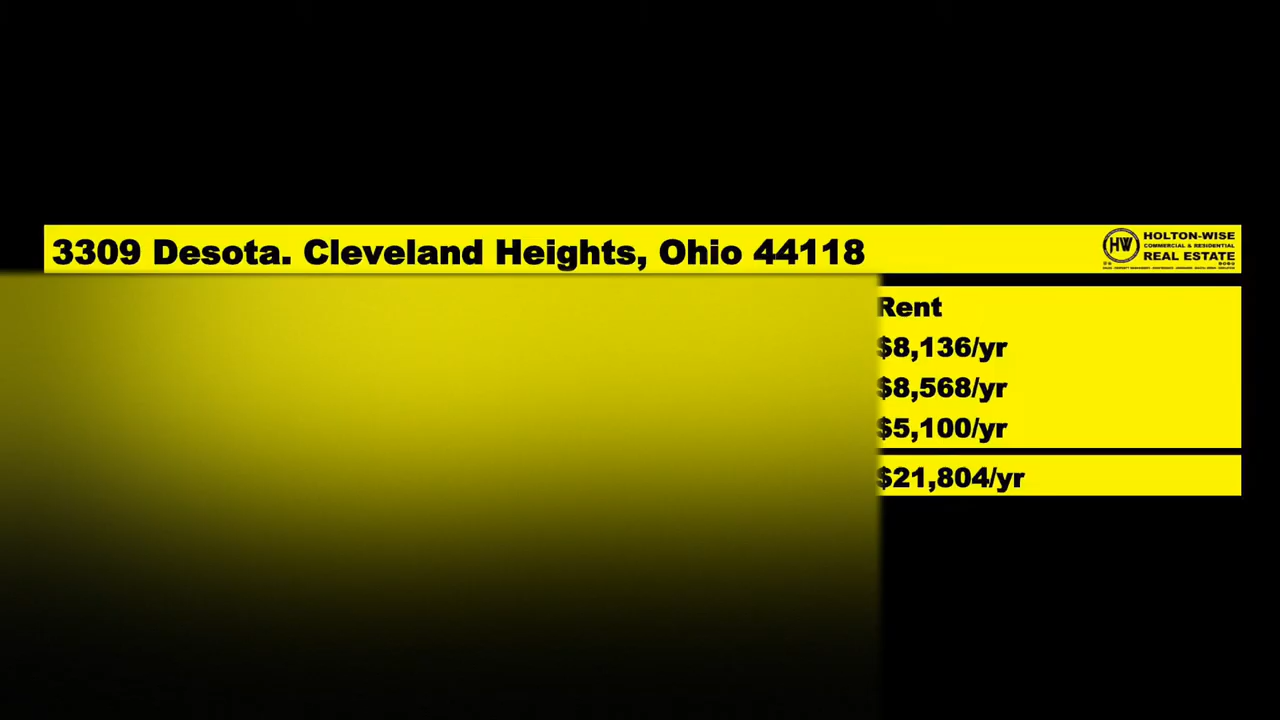 3309 Desota. Cleveland Heights, Ohio 44118
HW
HOLTON-WISE
COMMERCIAL & RESIDENTIAL
REAL ESTATE
Rent
$8,136/yr
$8,568/yr
$5,100/yr
$21,804/yr